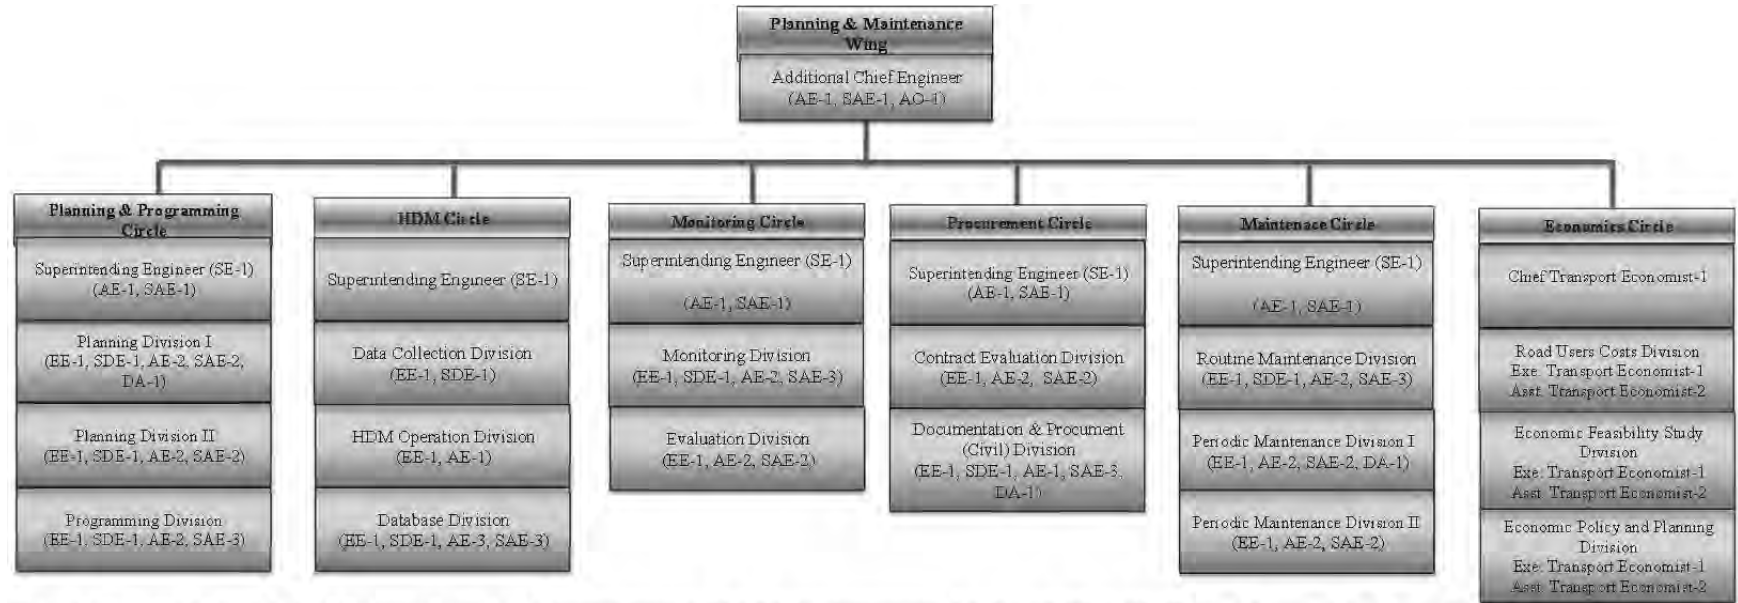 Planning & Maintenance
Wing
Additional Chief Engineer
(AE-1, SAE-1, AO-1)
Planning & Programming
Circle
Superintending Engineer (SE-1)
(AE-1, SAE-1)
Planning Division I
(EE-1, SDE-1, AE-2, SAE-2,
DA-1)
Planning Division II
(EE-1, SDE-1, AE-2, SAE-2)
Programming Division
(EE-1, SDE-1, AE-2, SAE-3)
HDM Circle
Superintending Engineer (SE-1)
Data Collection Division
(EE-1, SDE-1)
HDM Operation Division
(EE-1, AE-1)
Database Division
(EE-1, SDE-1, AE-3, SAE-3)
Monitoring Circle
Superintending Engineer (SE-1)
(AE-1, SAE-1)
Monitoring Division
(EE-1, SDE-1, AE-2, SAE-3)
Evaluation Division
(EE-1, AE-2, SAE-2)
Procurement Circle
Superintending Engineer (SE-1)
(AE-1, SAE-1)
Contract Evaluation Division
(EE-1, AE-2, SAE-2)
Documentation & Procument
(Civil) Division
(EE-1, SDE-1, AE-1, SAE-3,
DA-1)
Maintenace Circle
Superintending Engineer (SE-1)
(AE-1, SAE-1)
Routine Maintenance Division
(EE-1, SDE-1, AE-2, SAE-3)
Periodic Maintenance Division I
(EE-1, AE-2, SAE-2, DA-1)
Periodic Maintenance Division II
(EE-1, AE-2, SAE-2)
Economics Circle
Chief Transport Economist-1
Road Users Costs Division
Exe. Transport Economist-1
Asst. Transport Economist-2
Economic Feasibility Study
Division
Exe. Transport Economist-1
Asst. Transport Economist-2
Economic Policy and Planning
Division
Exe. Transport Economist-1
Asst. Transport Economist-2